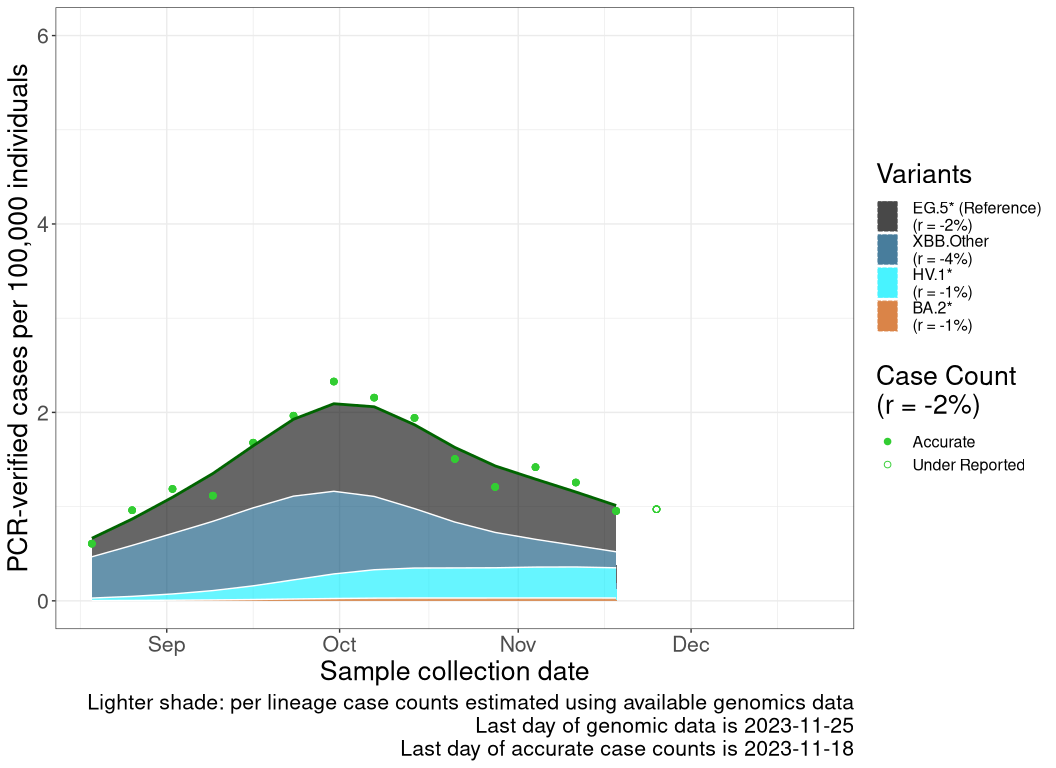 PCR-verified cases per 100,000 individuals
6
4
2
0
Sep Oct Nov Dec
Sample collection date
Lighter shade: per lineage case counts estimated using available genomics data
Last day of genomic data is 2023-11-25
Last day of accurate case counts is 2023-11-18
Variants
EG.5* (Reference)
(r = -2%)
XBB.Other
(r = -4%)
HV.1*
(r = -1%)
BA.2*
(r = -1%)
Case Count
(r = -2%)
Accurate
Under Reported